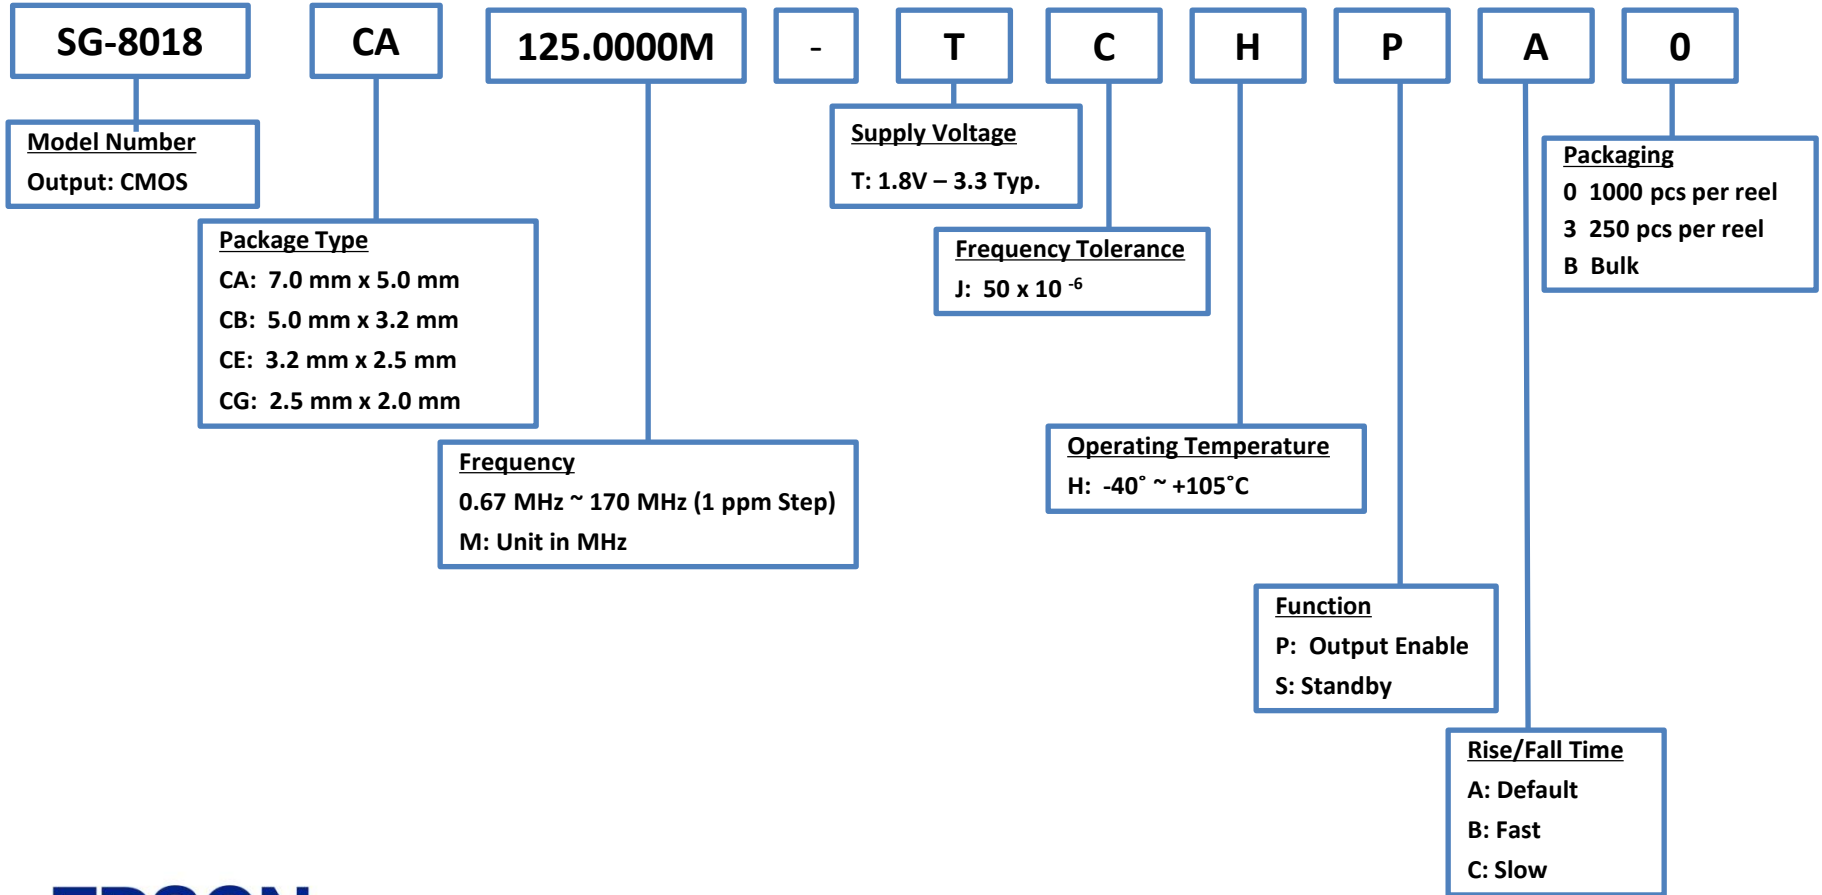 SG-8018 CA 125.0000M - T C H P A 0
Model Number
Output: CMOS
Package Type
CA: 7.0 mm x 5.0 mm
CB: 5.0 mm x 3.2 mm
CE: 3.2 mm x 2.5 mm
CG: 2.5 mm x 2.0 mm
Frequency
0.67 MHz ~ 170 MHz (1 ppm Step)
M: Unit in MHz
Supply Voltage
T: 1.8V – 3.3 Typ.
Frequency Tolerance
J: 50 x 10 -6
Operating Temperature
H: -40˚ ~ +105˚C
Function
P: Output Enable
S: Standby
Rise/Fall Time
A: Default
B: Fast
C: Slow
Packaging
0 1000 pcs per reel
3 250 pcs per reel
B Bulk
EPSON